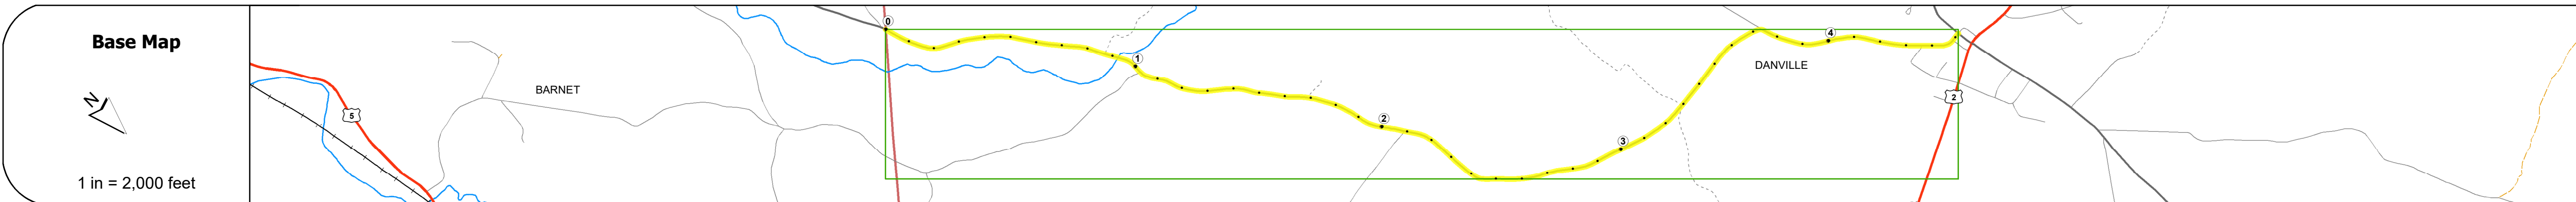 Base Map
N
1 in = 2,000 feet
5
BARNET
0
1
2
3
4
DANVILLE
2